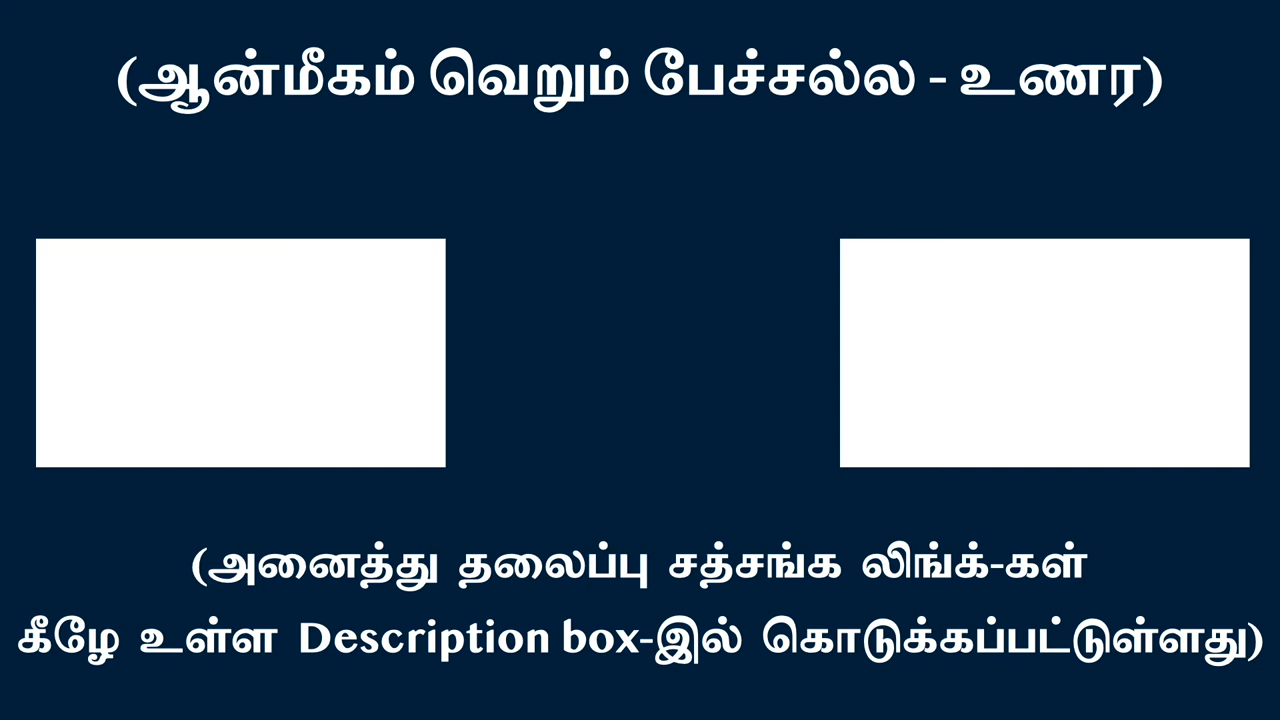 (ஆன்மீகம் வெறும் பேச்சல்ல - உணர)
(அனைத்து தலைப்பு சத்சங்க லிங்க்-கள்
கீழே உள்ள Description box-இல் கொடுக்கப்பட்டுள்ளது)